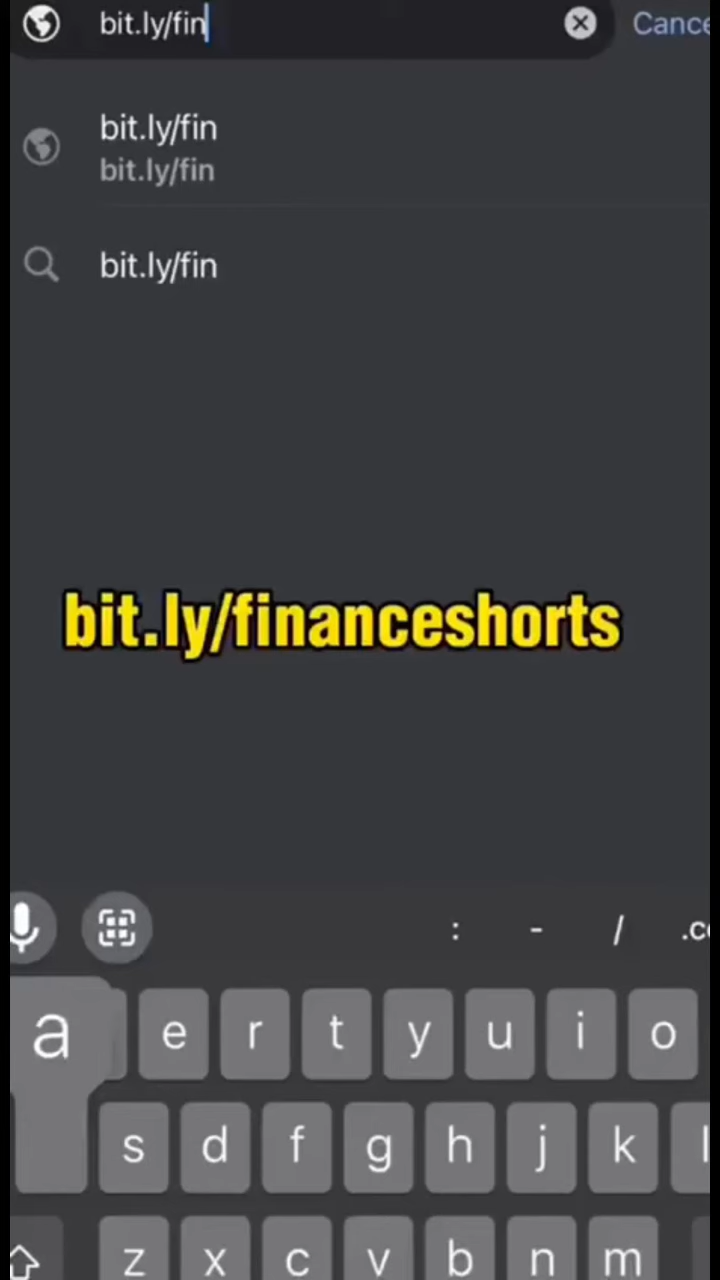 bit.ly/fin
Cance
bit.ly/fin
bit.ly/fin
bit.ly/fin
bit.ly/financeshorts
: - / .co
a e r t y u i o
s d f g h j k l
z x c v b n m